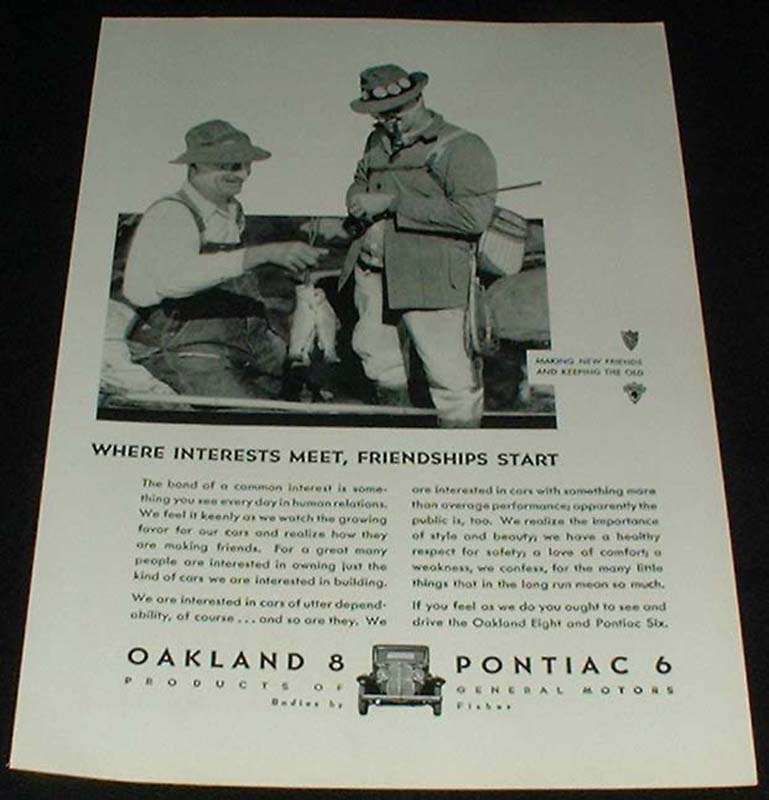 MAKING NEW FRIENDS
AND KEEPING THE OLD
WHERE INTERESTS MEET, FRIENDSHIPS START
The bond of a common interest is some-
thing you see every day in human relations.
We feel it keenly as we watch the growing
favor for our cars and realize how they
are making friends. For a great many
people are interested in owning just the
kind of cars we are interested in building.
We are interested in cars of utter depend-
ability, of course ... and so are they. We
are interested in cars with something more
than average performance; apparently the
public is, too. We realize the importance
of style and beauty; we have a healthy
respect for safety; a love of comfort; a
weakness, we confess, for the many little
things that in the long run mean so much.
If you feel as we do you ought to see and
drive the Oakland Eight and Pontiac Six.
OAKLAND 8 PONTIAC 6
PRODUCTS OF GENERAL MOTORS
Bodies by Fisher